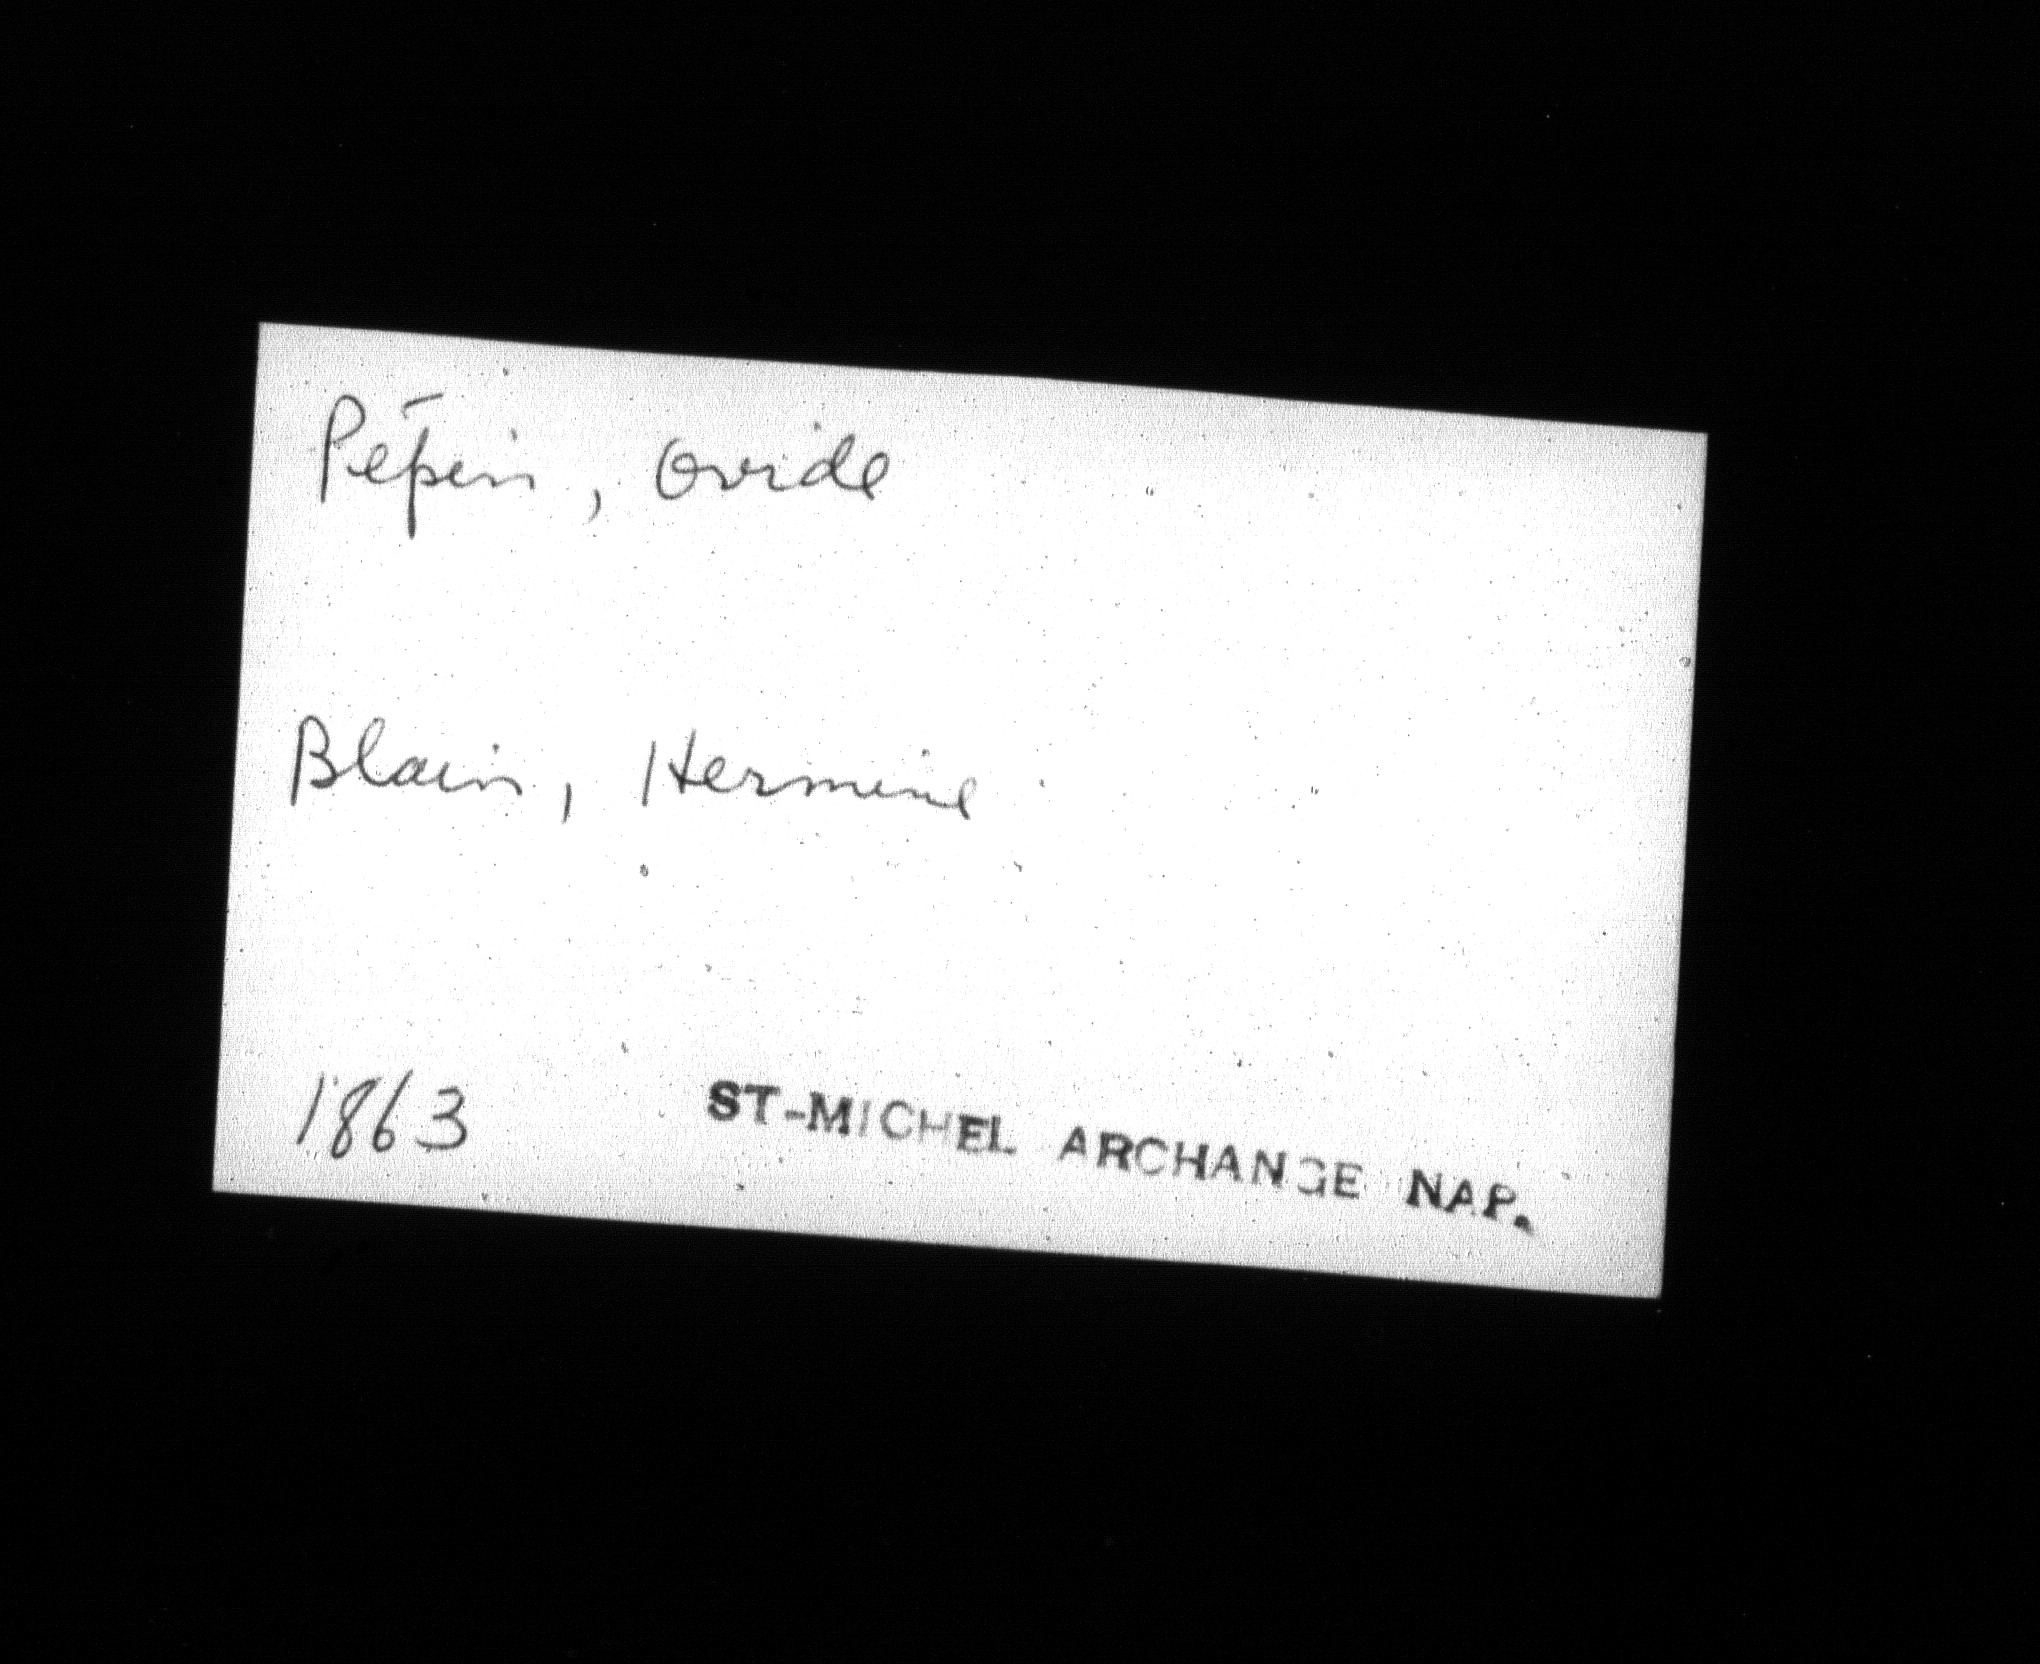 Pépin, Ovide
Blain, Hermine
1863 ST-MICHEL ARCHANGE NAP.